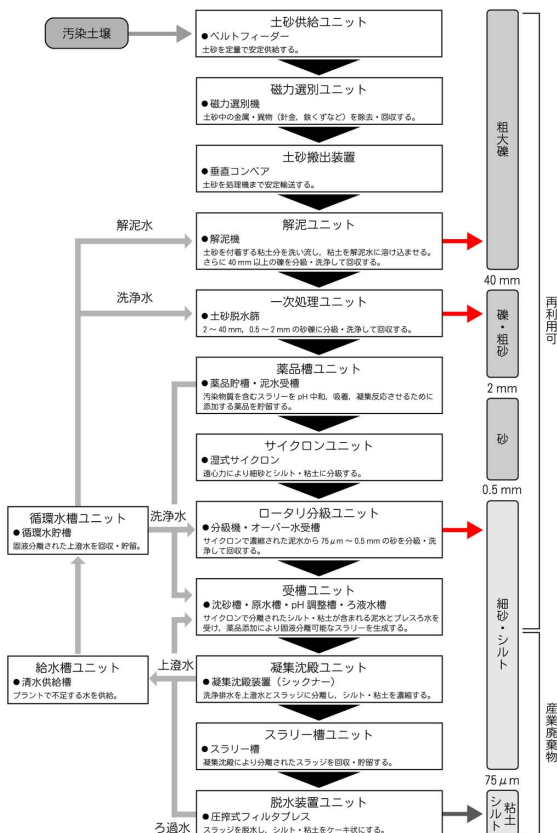 汚染土壌
土砂供給ユニット
●ベルトフィーダー
土砂を定量で安定供給する。
磁力選別ユニット
●磁力選別機
土砂中の金属・異物（針金、鉄くずなど）を除去・回収する。
土砂搬出装置
●垂直コンベア
土砂を処理機まで安定輸送する。
解泥水
解泥ユニット
●解泥機
土砂を付着する粘土分を洗い流し、粘土を解泥水に溶け込ませる。
さらに 40 mm 以上の礫を分級・洗浄して回収する。
洗浄水
一次処理ユニット
●土砂脱水篩
2 ～ 40 mm，0.5 ～ 2 mm の砂礫に分級・洗浄して回収する。
薬品槽ユニット
●薬品貯槽・泥水受槽
汚染物質を含むスラリーを pH 中和、吸着、凝集反応させるために
添加する薬品を貯留する。
サイクロンユニット
●湿式サイクロン
遠心力により細砂とシルト・粘土に分級する。
循環水槽ユニット
●循環水貯槽
固液分離された上澄水を回収・貯留。
洗浄水
ロータリ分級ユニット
●分級機・オーバー水受槽
サイクロンで濃縮された泥水から 75μm ～ 0.5 mm の砂を分級・洗
浄して回収する。
受槽ユニット
●沈砂槽・原水槽・pH 調整槽・ろ液水槽
サイクロンで分離されたシルト・粘土が含まれる泥水とプレスろ水を
受け、薬品添加により固液分離可能なスラリーを生成する。
給水槽ユニット
●清水供給槽
プラントで不足する水を供給。
上澄水
凝集沈殿ユニット
●凝集沈殿装置（シックナー）
洗浄排水を上澄水とスラッジに分離し、シルト・粘土を濃縮する。
スラリー槽ユニット
●スラリー槽
凝集沈殿により分離されたスラッジを回収・貯留する。
ろ過水
脱水装置ユニット
●圧搾式フィルタプレス
スラッジを脱水し、シルト・粘土をケーキ状にする。
粗大礫
40 mm
礫・粗砂
2 mm
砂
0.5 mm
細砂・シルト
75μm
粘土
シルト
再利用可
産業廃棄物